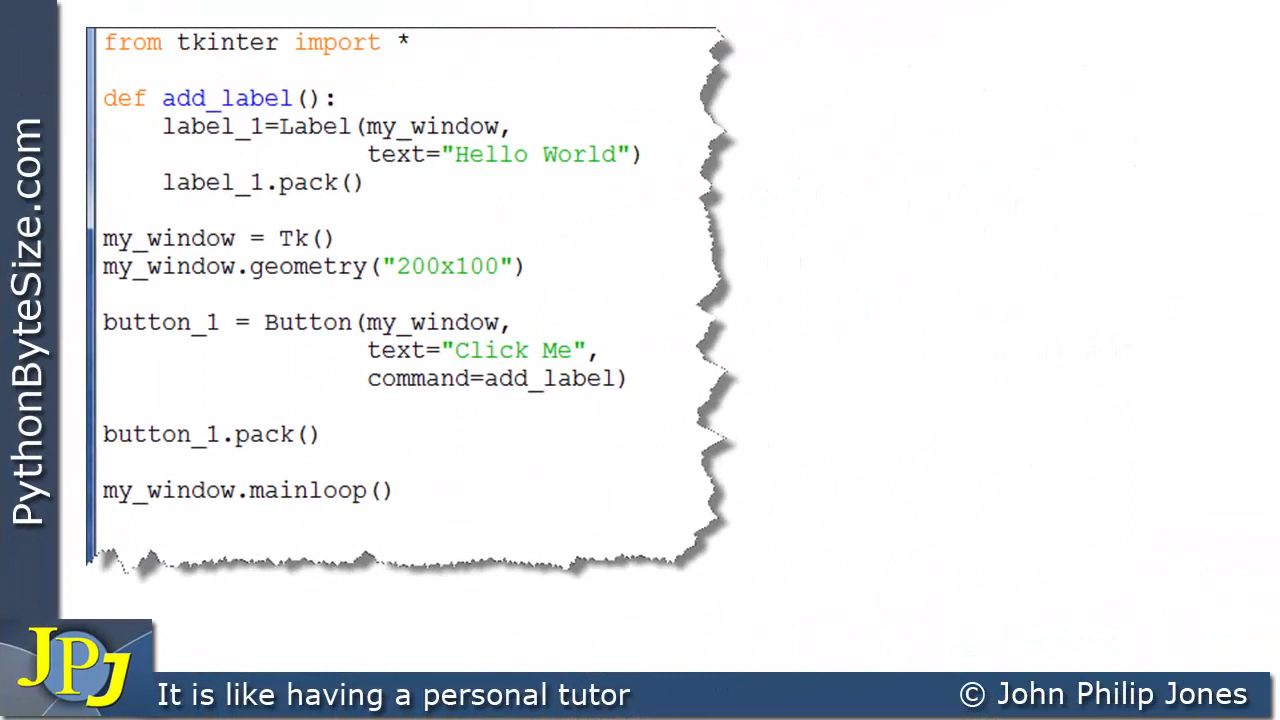 from tkinter import *
def add_label():
label_1=Label(my_window,
text="Hello World")
label_1.pack()
my_window = Tk()
my_window.geometry("200x100")
button_1 = Button(my_window,
text="Click Me",
command=add_label)
button_1.pack()
my_window.mainloop()
PythonByteSize.com
JPJ
It is like having a personal tutor
© John Philip Jones